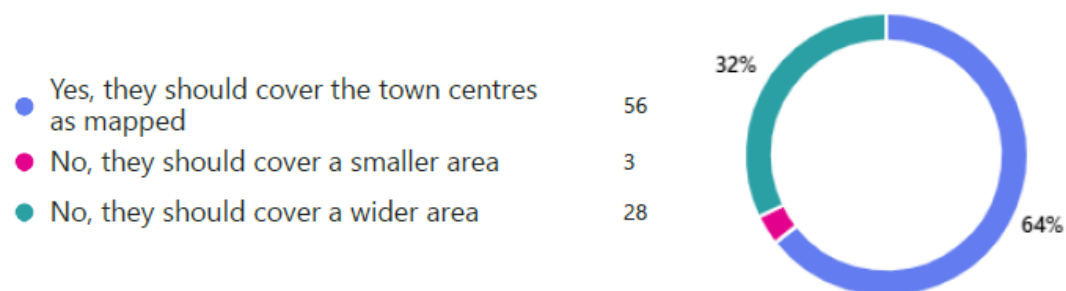 Yes, they should cover the town centres
as mapped
56
No, they should cover a smaller area
3
No, they should cover a wider area
28
32%
64%